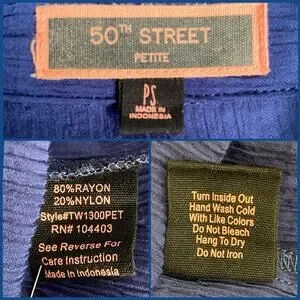 50TH STREET
PETITE
PS
MADE IN
INDONESIA
80%RAYON
20%NYLON
Style#TW1300PET
RN# 104403
See Reverse For
Care Instruction
Made In Indonesia
Turn Inside Out
Hand Wash Cold
With Like Colors
Do Not Bleach
Hang To Dry
Do Not Iron